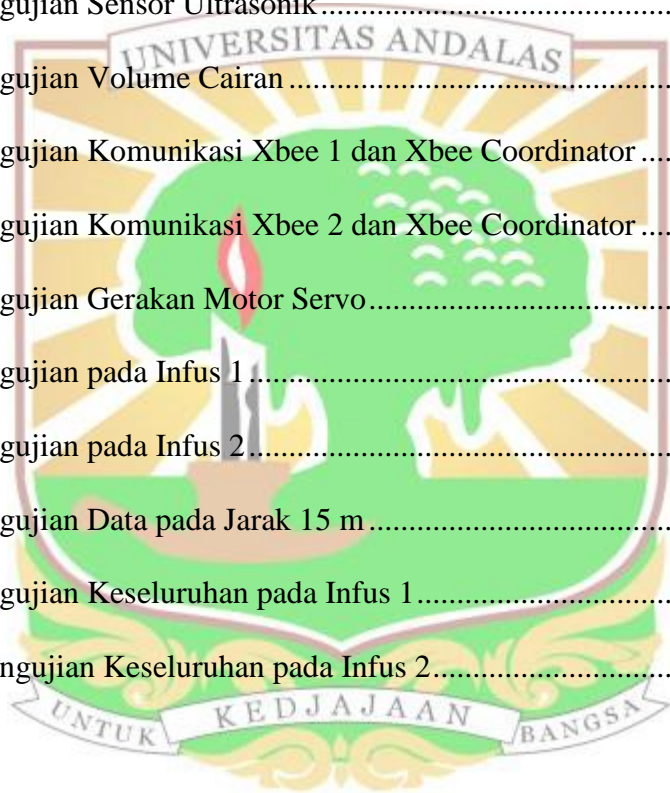 gujian Sensor Ultrasonik................................................
UNIVERSITAS ANDALAS
gujian Volume Cairan................................................
gujian Komunikasi Xbee 1 dan Xbee Coordinator....
gujian Komunikasi Xbee 2 dan Xbee Coordinator....
gujian Gerakan Motor Servo......................................
gujian pada Infus 1.....................................................
gujian pada Infus 2.....................................................
gujian Data pada Jarak 15 m......................................
gujian Keseluruhan pada Infus 1................................
ngujian Keseluruhan pada Infus 2..............................
UNTUK KEDJAJAAN BANGSA